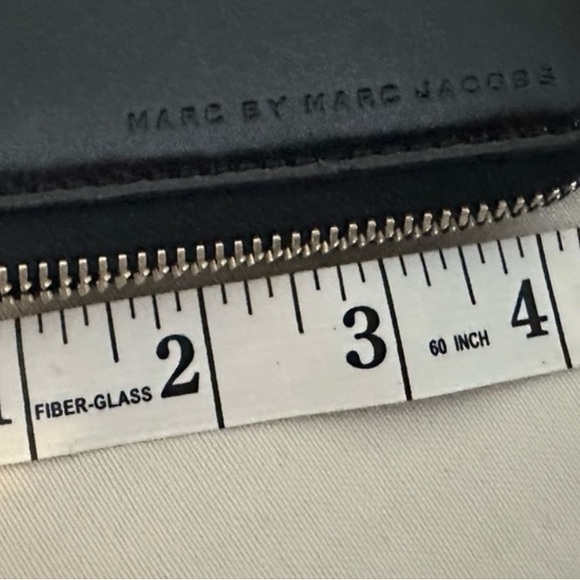 MARC BY MARC JACOBS
1 FIBER-GLASS 2 3 60 INCH 4